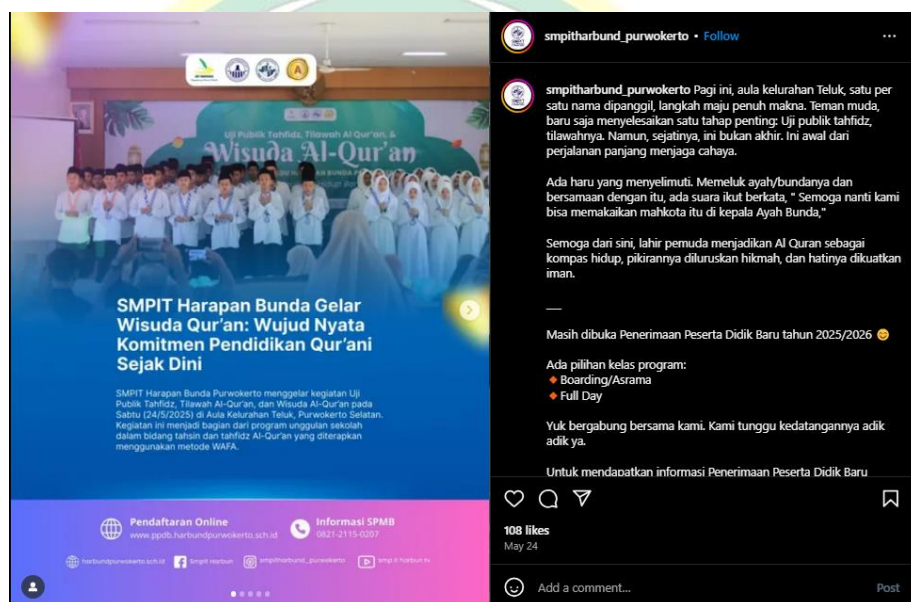 Uji Publik Tahfidz, Tilawah Al Qur'an, &
Wisuda Al-Qur'an
SMPIT Harapan Bunda Gelar
Wisuda Qur'an: Wujud Nyata
Komitmen Pendidikan Qur'ani
Sejak Dini
SMPIT Harapan Bunda Purwokerto menggelar kegiatan Uji
Publik Tahfidz, Tilawah Al-Qur'an, dan Wisuda Al-Qur'an pada
Sabtu (24/5/2025) di Aula Kelurahan Teluk, Purwokerto Selatan.
Kegiatan ini menjadi bagian dari program unggulan sekolah
dalam bidang tahsin dan tahfidz Al-Qur'an yang diterapkan
menggunakan metode WAFA.
Pendaftaran Online
www.ppdb.harbundpurwokerto.sch.id
Informasi SPMB
0821-2115-0207
harbundpurwokerto.sch.id
Smpit Harbun
smpitharbund_purwokerto
smp it harbun tv
smpitharbund_purwokerto • Follow
smpitharbund_purwokerto Pagi ini, aula kelurahan Teluk, satu per
satu nama dipanggil, langkah maju penuh makna. Teman muda,
baru saja menyelesaikan satu tahap penting: Uji publik tahfidz,
tilawahnya. Namun, sejatinya, ini bukan akhir. Ini awal dari
perjalanan panjang menjaga cahaya.
Ada haru yang menyelimuti. Memeluk ayah/bundanya dan
bersamaan dengan itu, ada suara ikut berkata, " Semoga nanti kami
bisa memakaikan mahkota itu di kepala Ayah Bunda,"
Semoga dari sini, lahir pemuda menjadikan Al Quran sebagai
kompas hidup, pikirannya diluruskan hikmah, dan hatinya dikuatkan
iman.
__
Masih dibuka Penerimaan Peserta Didik Baru tahun 2025/2026 😊
Ada pilihan kelas program:
🔸Boarding/Asrama
🔸Full Day
Yuk bergabung bersama kami. Kami tunggu kedatangannya adik
adik ya.
Untuk mendapatkan informasi Penerimaan Peserta Didik Baru
108 likes
May 24
Add a comment...
Post